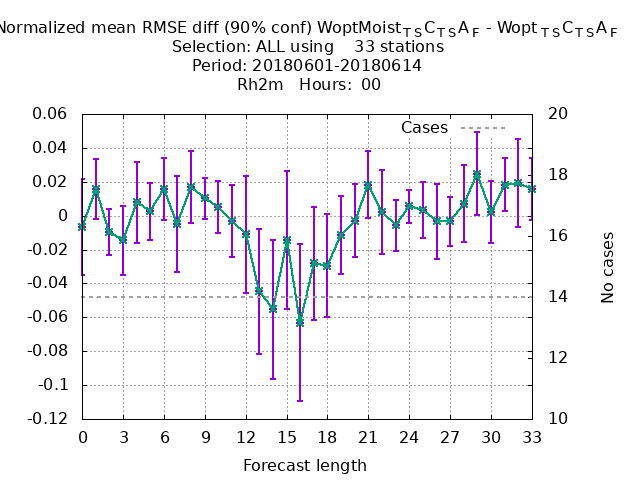 Normalized mean RMSE diff (90% conf) WoptMoist_TSC_TSA_F - Wopt_TSC_TSA_F
Selection: ALL using 33 stations
Period: 20180601-20180614
Rh2m Hours: 00
Cases
0.06
0.04
0.02
0
-0.02
-0.04
-0.06
-0.08
-0.1
-0.12
20
18
16
14
12
10
No cases
0 3 6 9 12 15 18 21 24 27 30 33
Forecast length